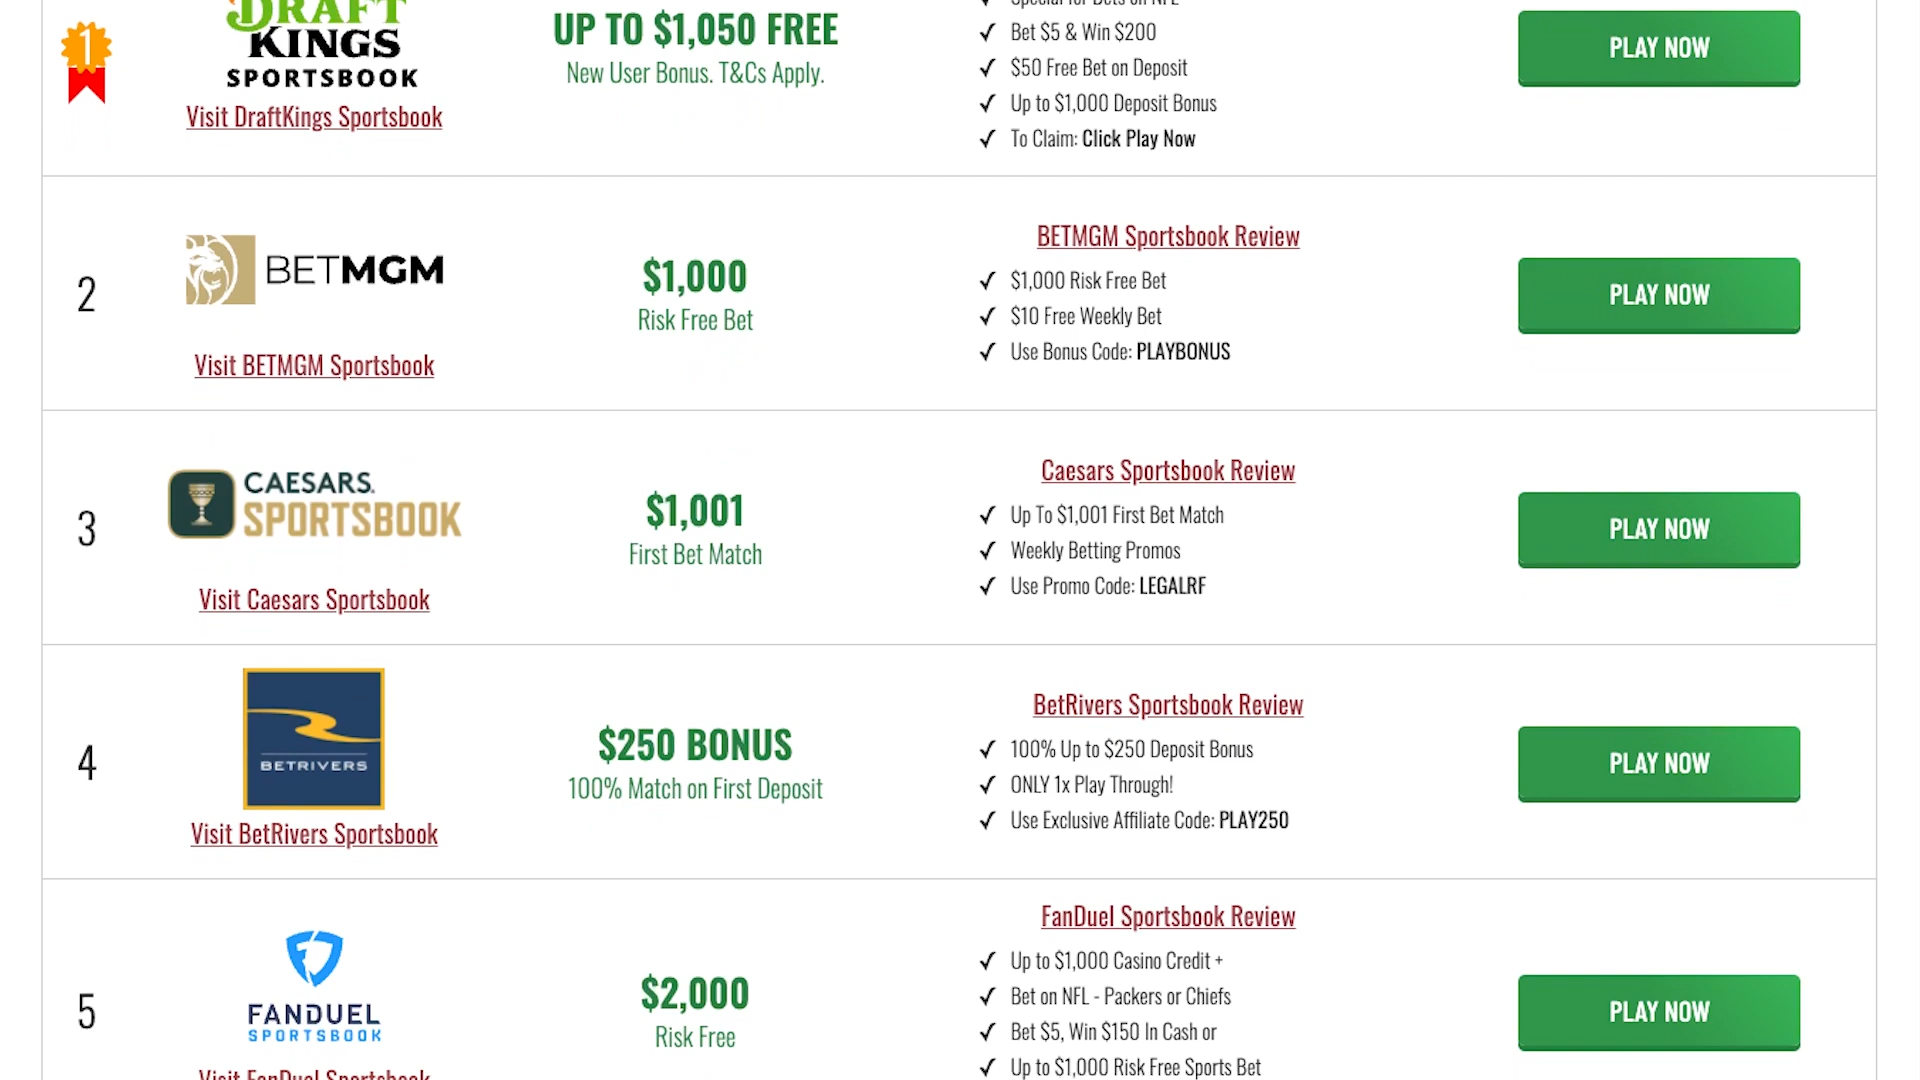 1
DRAFT
KINGS
SPORTSBOOK
Visit DraftKings Sportsbook
UP TO $1,050 FREE
New User Bonus. T&Cs Apply.
Special for Bets on NFL
✓ Bet $5 & Win $200
✓ $50 Free Bet on Deposit
✓ Up to $1,000 Deposit Bonus
✓ To Claim: Click Play Now
PLAY NOW
2
BETMGM
Visit BETMGM Sportsbook
$1,000
Risk Free Bet
BETMGM Sportsbook Review
✓ $1,000 Risk Free Bet
✓ $10 Free Weekly Bet
✓ Use Bonus Code: PLAYBONUS
PLAY NOW
3
CAESARS
SPORTSBOOK
Visit Caesars Sportsbook
$1,001
First Bet Match
Caesars Sportsbook Review
✓ Up To $1,001 First Bet Match
✓ Weekly Betting Promos
✓ Use Promo Code: LEGALRF
PLAY NOW
4
BETRIVERS
Visit BetRivers Sportsbook
$250 BONUS
100% Match on First Deposit
BetRivers Sportsbook Review
✓ 100% Up to $250 Deposit Bonus
✓ ONLY 1x Play Through!
✓ Use Exclusive Affiliate Code: PLAY250
PLAY NOW
5
FANDUEL
SPORTSBOOK
Visit FanDuel Sportsbook
$2,000
Risk Free
FanDuel Sportsbook Review
✓ Up to $1,000 Casino Credit +
✓ Bet on NFL - Packers or Chiefs
✓ Bet $5, Win $150 In Cash or
✓ Up to $1,000 Risk Free Sports Bet
PLAY NOW